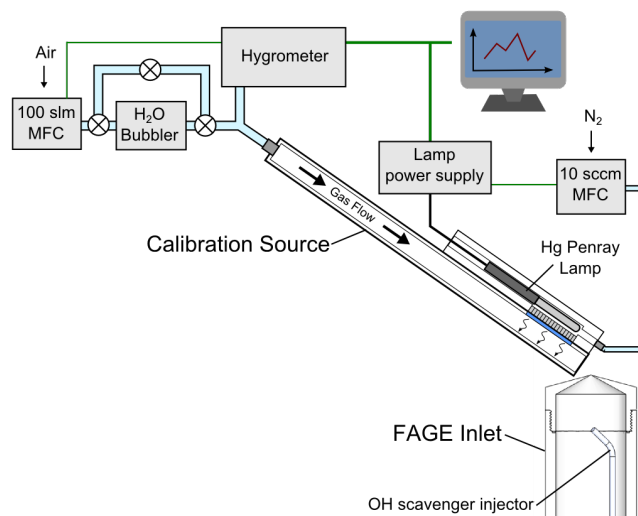 Air
100 slm
MFC
H₂O
Bubbler
Hygrometer
N₂
Lamp
power supply
10 sccm
MFC
Gas Flow
Calibration Source
Hg Penray
Lamp
FAGE Inlet
OH scavenger injector